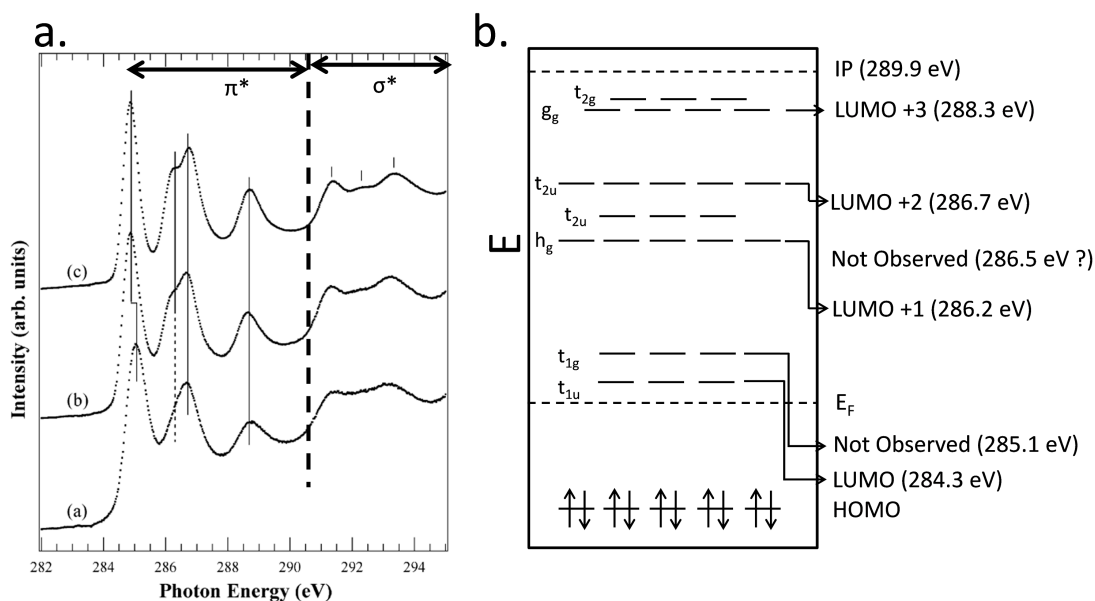 a.
π*
σ*
(c)
(b)
(a)
Intensity (arb. units)
282 284 286 288 290 292 294
Photon Energy (eV)
b.
E
IP (289.9 eV)
t2g
gg
LUMO +3 (288.3 eV)
t2u
LUMO +2 (286.7 eV)
t2u
hg
Not Observed (286.5 eV ?)
LUMO +1 (286.2 eV)
t1g
t1u
EF
Not Observed (285.1 eV)
LUMO (284.3 eV)
HOMO